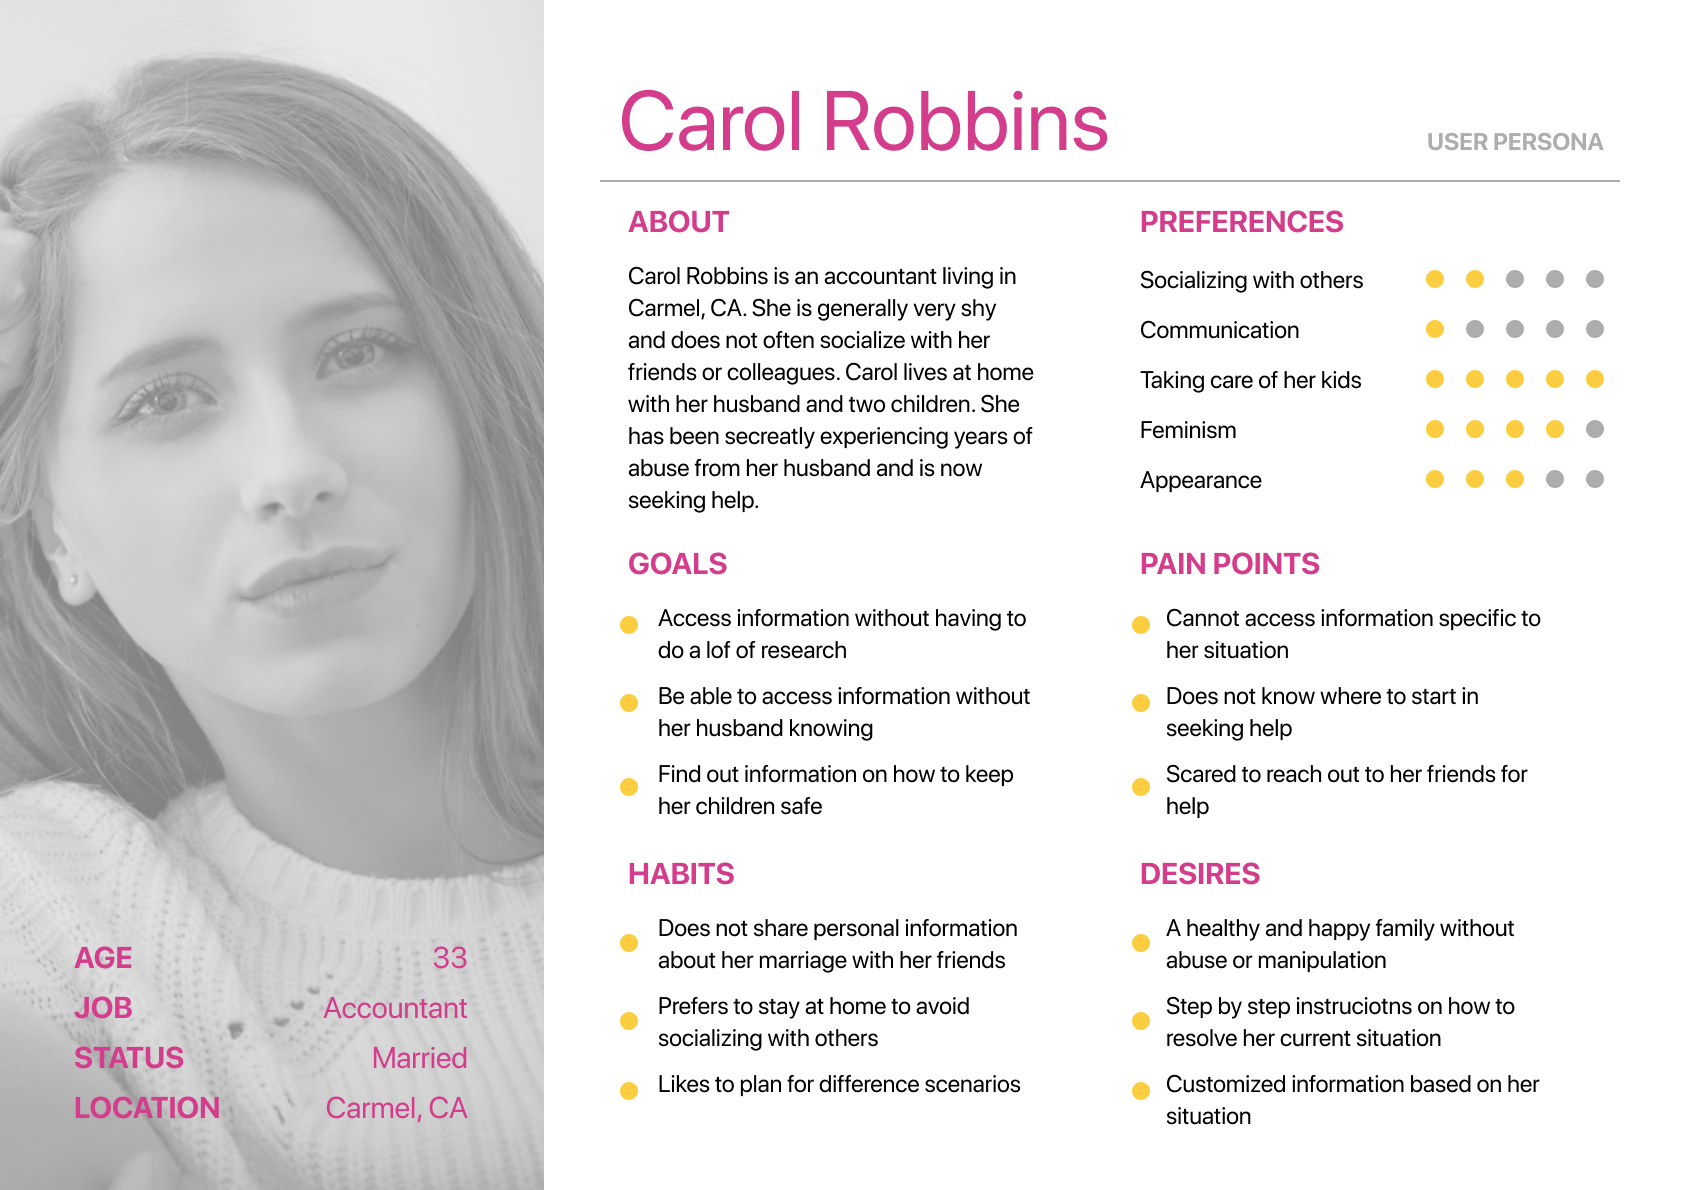 Carol Robbins
USER PERSONA
ABOUT
Carol Robbins is an accountant living in
Carmel, CA. She is generally very shy
and does not often socialize with her
friends or colleagues. Carol lives at home
with her husband and two children. She
has been secreatly experiencing years of
abuse from her husband and is now
seeking help.
PREFERENCES
Socializing with others
Communication
Taking care of her kids
Feminism
Appearance
GOALS
Access information without having to
do a lof of research
Be able to access information without
her husband knowing
Find out information on how to keep
her children safe
PAIN POINTS
Cannot access information specific to
her situation
Does not know where to start in
seeking help
Scared to reach out to her friends for
help
HABITS
Does not share personal information
about her marriage with her friends
Prefers to stay at home to avoid
socializing with others
Likes to plan for difference scenarios
DESIRES
A healthy and happy family without
abuse or manipulation
Step by step instruciotns on how to
resolve her current situation
Customized information based on her
situation
AGE 33
JOB Accountant
STATUS Married
LOCATION Carmel, CA